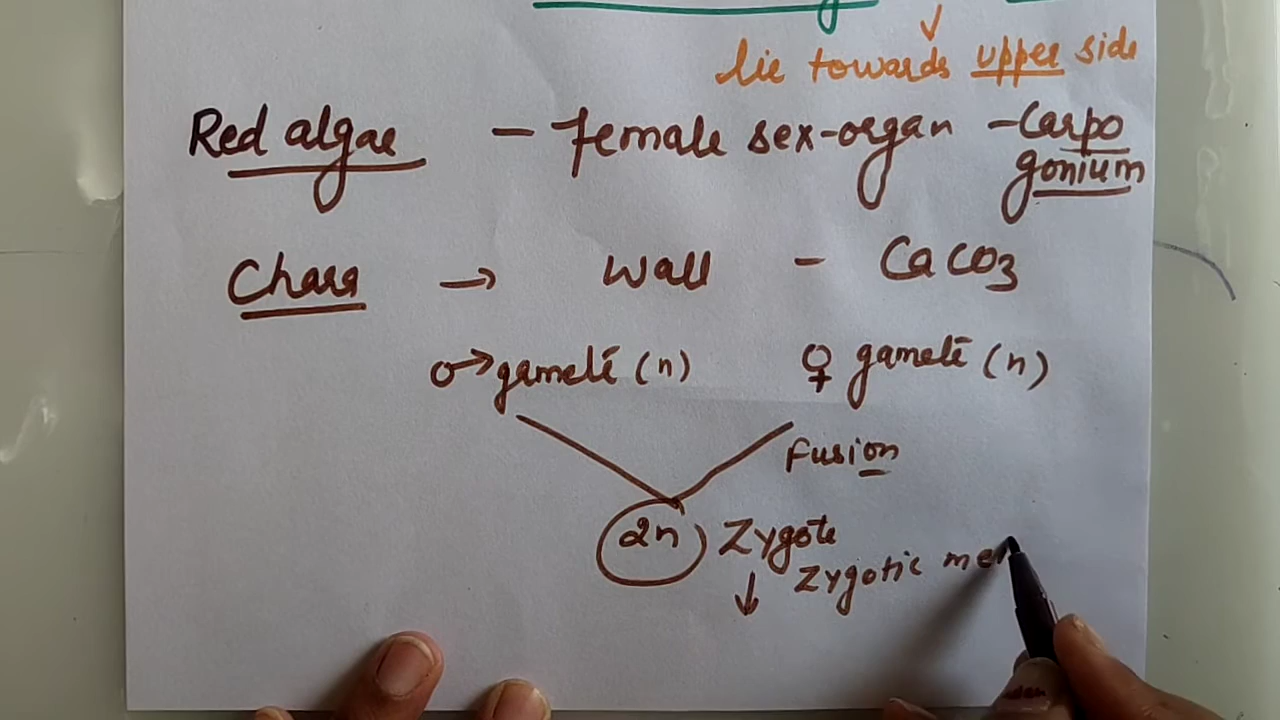 lie towards upper side
Red algae - Female sex-organ - Carpo
gonium
Chara → Wall - CaCO3
♂ gamete (n) ♀ gamete (n)
Fusion
2n Zygote
↓ Zygotic mei